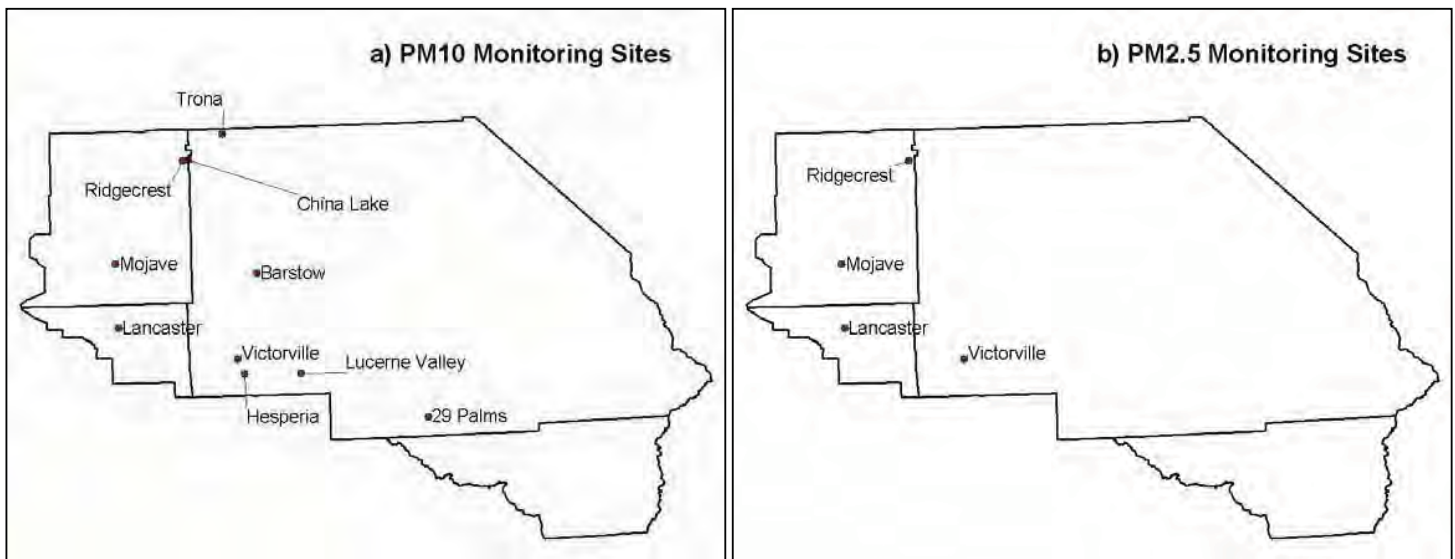 a) PM10 Monitoring Sites
Trona
Ridgecrest
China Lake
Mojave
Barstow
Lancaster
Victorville
Lucerne Valley
Hesperia
29 Palms
b) PM2.5 Monitoring Sites
Ridgecrest
Mojave
Lancaster
Victorville